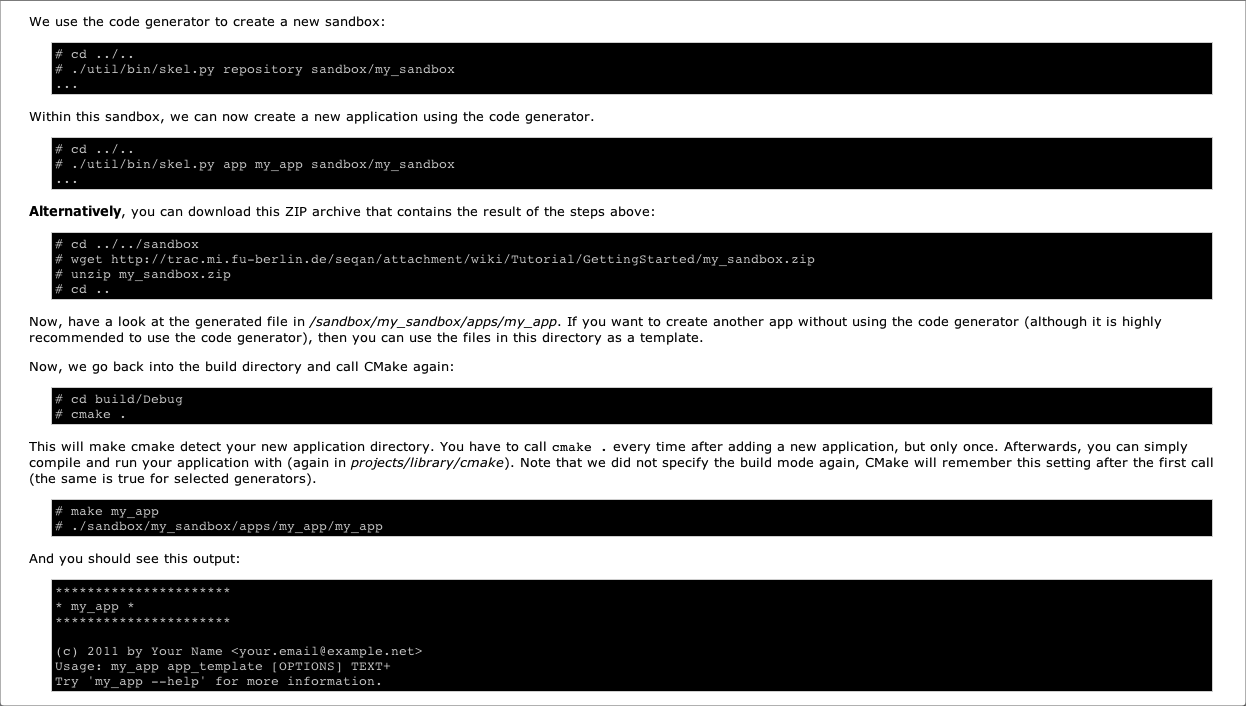 We use the code generator to create a new sandbox:
# cd ../..
# ./util/bin/skel.py repository sandbox/my_sandbox
...
Within this sandbox, we can now create a new application using the code generator.
# cd ../..
# ./util/bin/skel.py app my_app sandbox/my_sandbox
...
Alternatively, you can download this ZIP archive that contains the result of the steps above:
# cd ../../sandbox
# wget http://trac.mi.fu-berlin.de/seqan/attachment/wiki/Tutorial/GettingStarted/my_sandbox.zip
# unzip my_sandbox.zip
# cd ..
Now, have a look at the generated file in /sandbox/my_sandbox/apps/my_app. If you want to create another app without using the code generator (although it is highly
recommended to use the code generator), then you can use the files in this directory as a template.
Now, we go back into the build directory and call CMake again:
# cd build/Debug
# cmake .
This will make cmake detect your new application directory. You have to call cmake . every time after adding a new application, but only once. Afterwards, you can simply
compile and run your application with (again in projects/library/cmake). Note that we did not specify the build mode again, CMake will remember this setting after the first call
(the same is true for selected generators).
# make my_app
# ./sandbox/my_sandbox/apps/my_app/my_app
And you should see this output:
**********************
* my_app *
**********************
(c) 2011 by Your Name <your.email@example.net>
Usage: my_app app_template [OPTIONS] TEXT+
Try 'my_app --help' for more information.